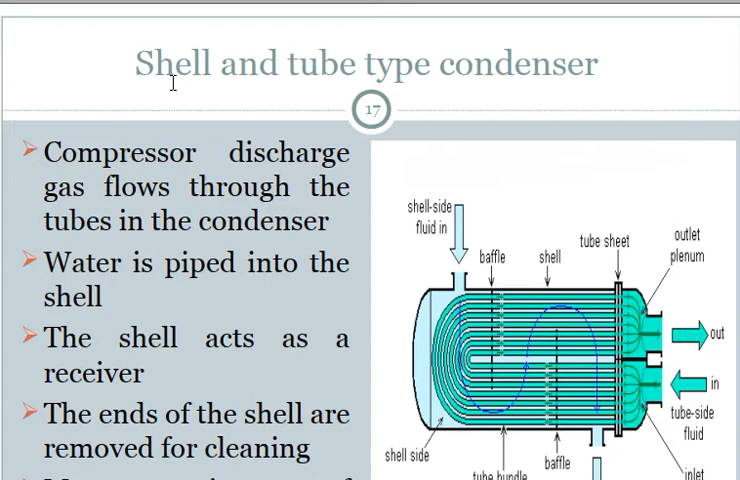 Shell and tube type condenser
17
Compressor discharge
gas flows through the
tubes in the condenser
Water is piped into the
shell
The shell acts as a
receiver
The ends of the shell are
removed for cleaning
shell-side
fluid in
baffle
shell
tube sheet
outlet
plenum
out
in
tube-side
fluid
shell side
tube bundle
baffle
inlet